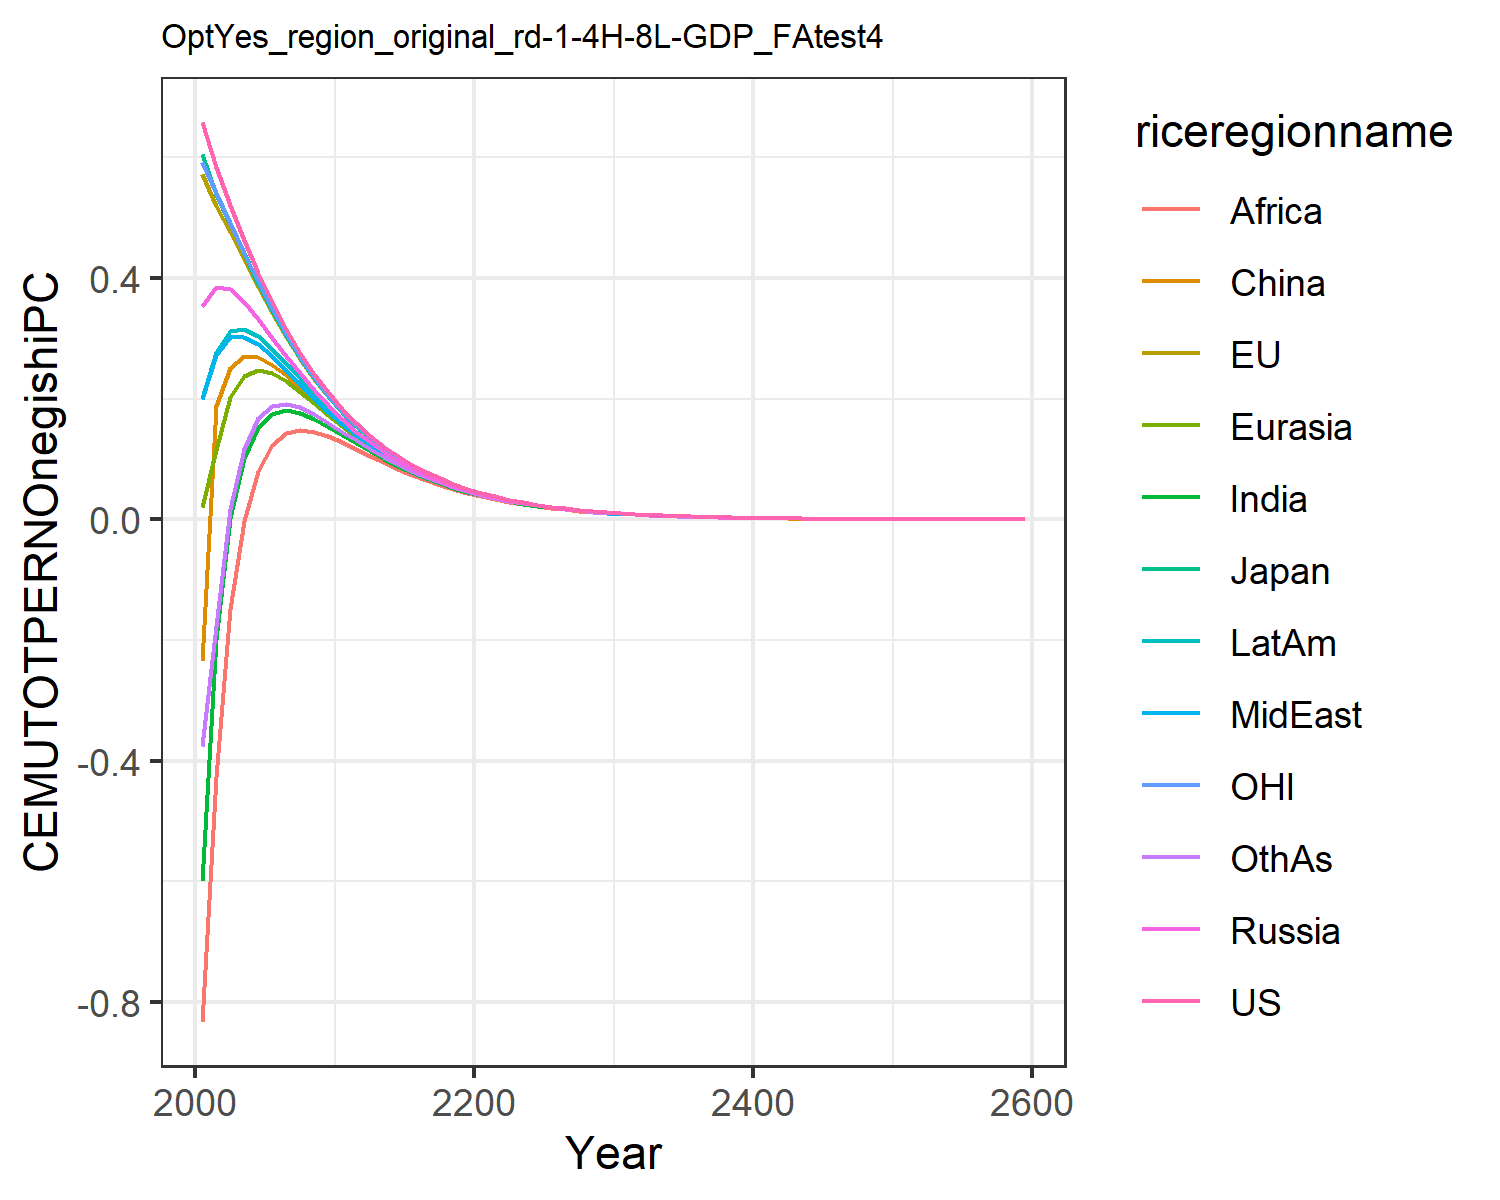 OptYes_region_original_rd-1-4H-8L-GDP_FAtest4
CEMUTOTPERNOnegishiPC
0.4
0.0
-0.4
-0.8
2000
2200
2400
2600
Year
riceregionname
Africa
China
EU
Eurasia
India
Japan
LatAm
MidEast
OHI
OthAs
Russia
US